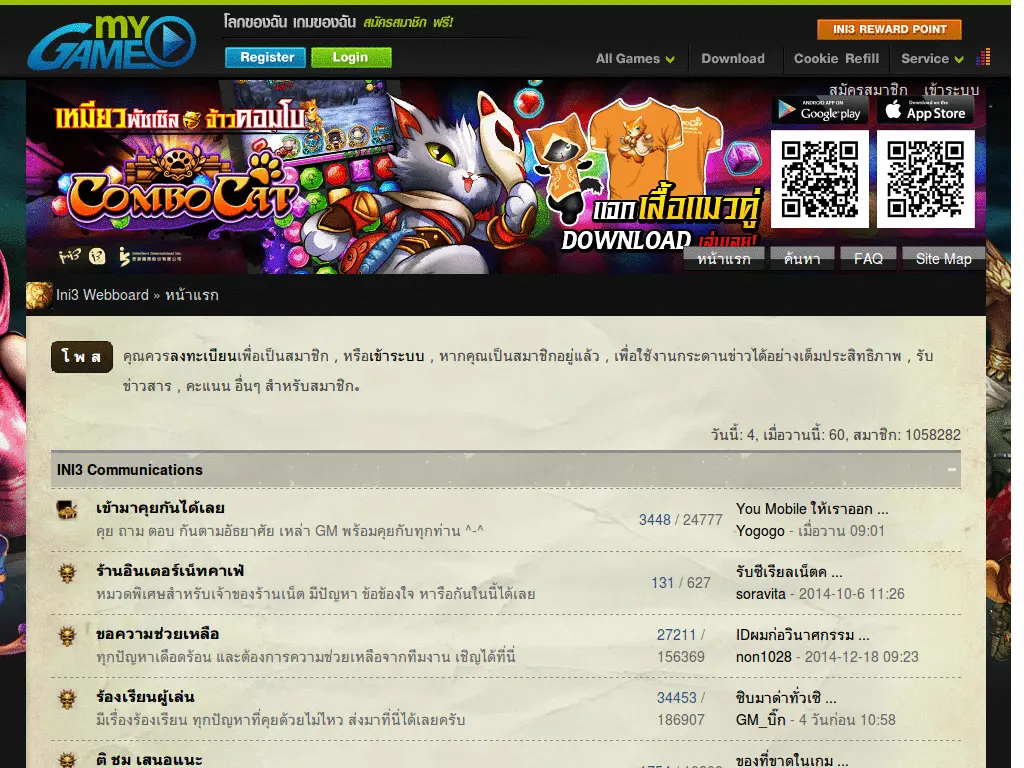 my GAME
โลกของฉัน เกมของฉัน สมัครสมาชิก ฟรี!
INI3 REWARD POINT
Register
Login
All Games
Download
Cookie Refill
Service
สมัครสมาชิก เข้าระบบ
เหมียวพัซเซิล จ้าวคอมโบ
COMBO CAT
แจก เสื้อแมวคู่
DOWNLOAD
ANDROID APP ON
Google play
Download on the
App Store
หน้าแรก
ค้นหา
FAQ
Site Map
Ini3 Webboard » หน้าแรก
โพส
คุณควรลงทะเบียนเพื่อเป็นสมาชิก , หรือเข้าระบบ , หากคุณเป็นสมาชิกอยู่แล้ว , เพื่อใช้งานกระดานข่าวได้อย่างเต็มประสิทธิภาพ , รับ
ข่าวสาร , คะแนน อื่นๆ สำหรับสมาชิก.
วันนี้: 4, เมื่อวานนี้: 60, สมาชิก: 1058282
INI3 Communications
เข้ามาคุยกันได้เลย
คุย ถาม ตอบ กันตามอัธยาศัย เหล่า GM พร้อมคุยกับทุกท่าน ^-^
3448 / 24777
You Mobile ให้เราออก ...
Yogogo - เมื่อวาน 09:01
ร้านอินเตอร์เน็ทคาเฟ่
หมวดพิเศษสำหรับเจ้าของร้านเน็ต มีปัญหา ข้อข้องใจ หารือกันในนี้ได้เลย
131 / 627
รับซีเรียลเน็ตค ...
soravita - 2014-10-6 11:26
ขอความช่วยเหลือ
ทุกปัญหาเดือดร้อน และต้องการความช่วยเหลือจากทีมงาน เชิญได้ที่นี่
27211 /
156369
IDผมก่อวินาศกรรม ...
non1028 - 2014-12-18 09:23
ร้องเรียนผู้เล่น
มีเรื่องร้องเรียน ทุกปัญหาที่คุยด้วยไม่ไหว ส่งมาที่นี่ได้เลยครับ
34453 /
186907
ซิบมาด่าทั่วเซิ ...
GM_บิ๊ก - 4 วันก่อน 10:58
ติ ชม เสนอแนะ
ของที่ขาดในเกม ...